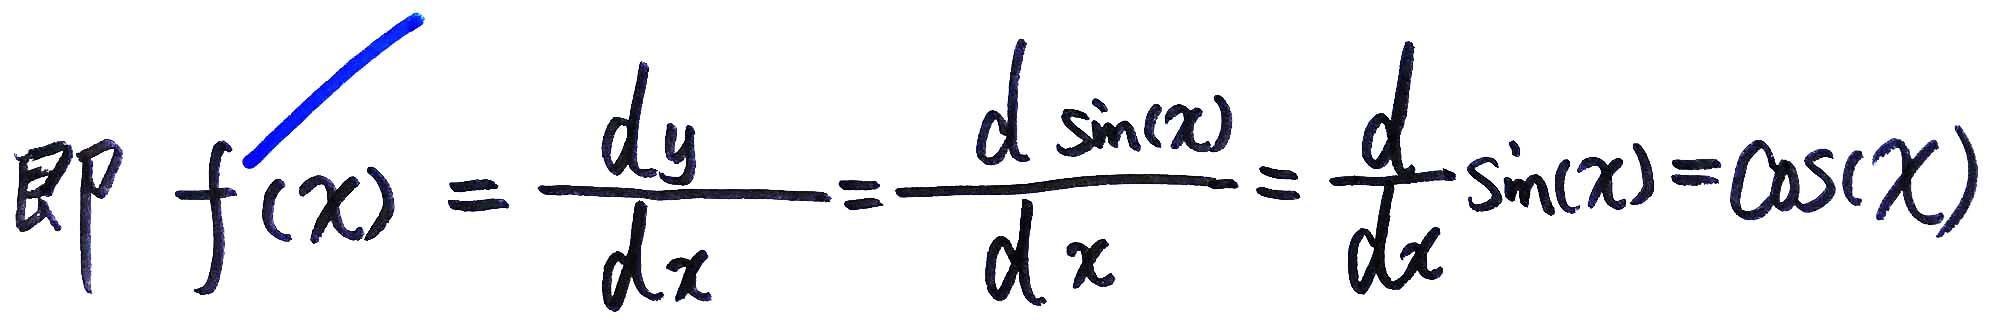 即 f'(x) = dy/dx = d sin(x)/dx = d/dx sin(x) = cos(x)